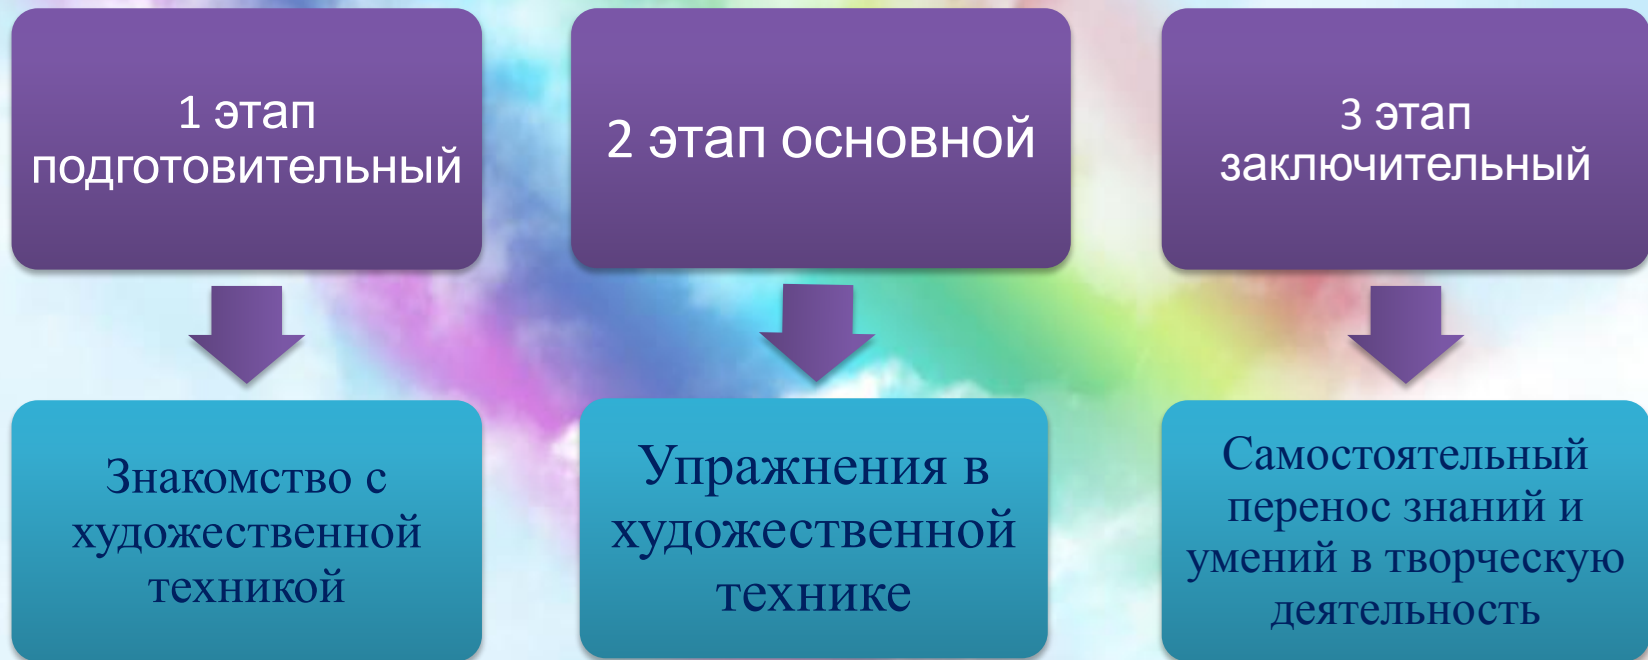 1 этап
подготовительный
2 этап основной
3 этап
заключительный
Знакомство с
художественной
техникой
Упражнения в
художественной
технике
Самостоятельный
перенос знаний и
умений в творческую
деятельность